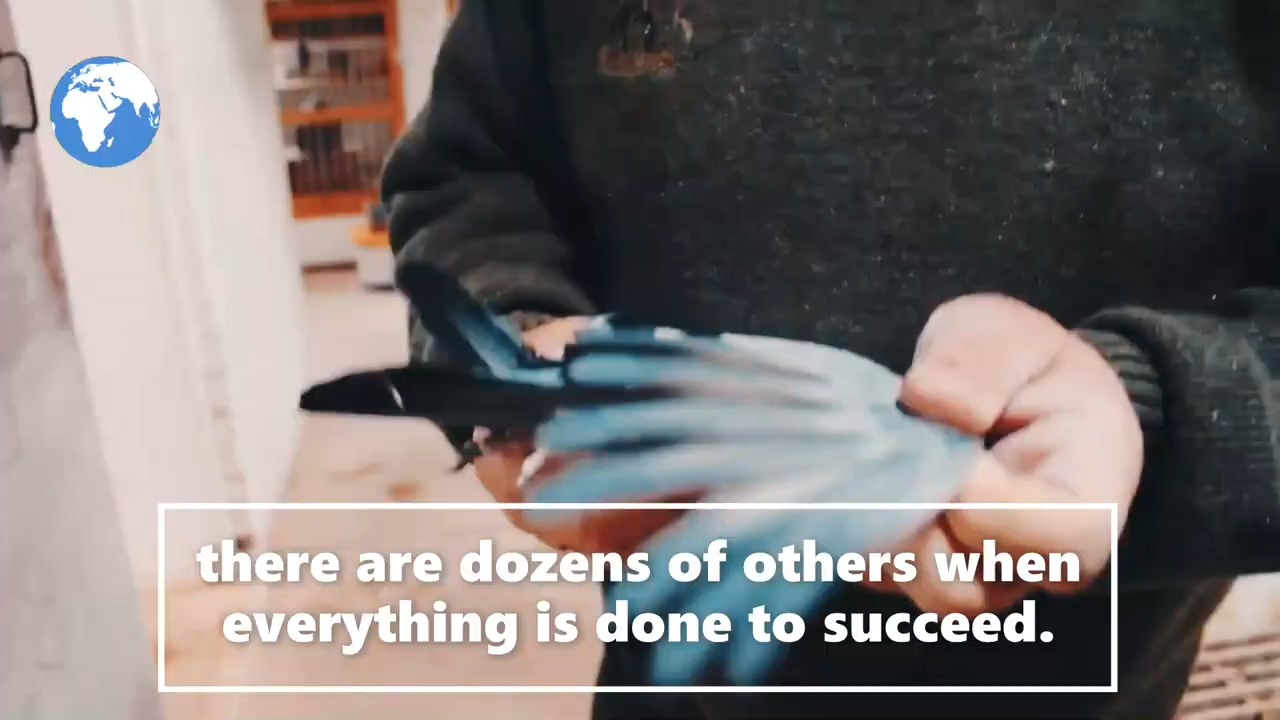 there are dozens of others when
everything is done to succeed.